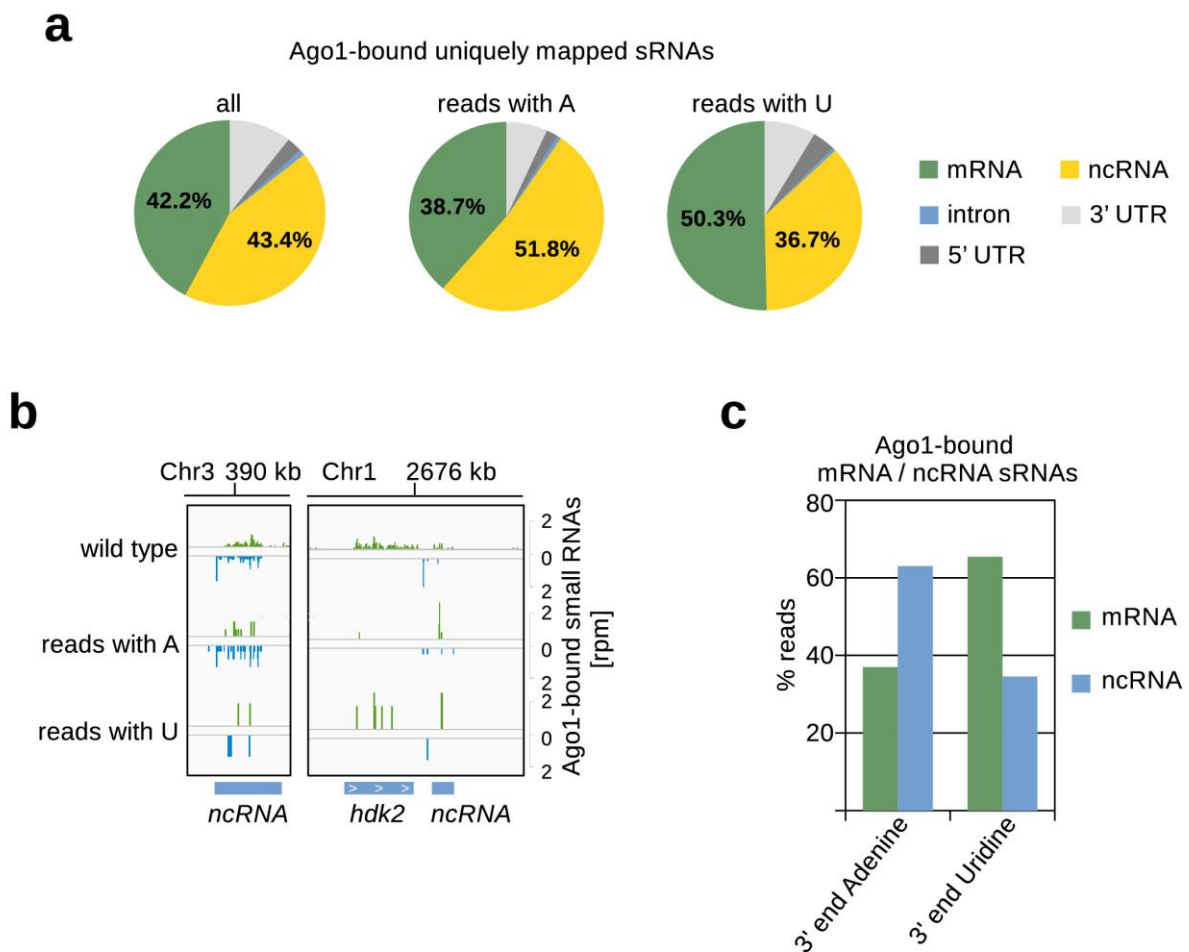 a
Ago1-bound uniquely mapped sRNAs
all
reads with A
reads with U
42.2%
43.4%
38.7%
51.8%
50.3%
36.7%
mRNA
ncRNA
intron
3' UTR
5' UTR
b
Chr3 390 kb
Chr1 2676 kb
wild type
reads with A
reads with U
2
0
2
2
0
2
2
0
2
Ago1-bound small RNAs
[rpm]
> > >
ncRNA
hdk2
ncRNA
c
Ago1-bound
mRNA / ncRNA sRNAs
80
60
40
20
% reads
mRNA
ncRNA
3' end Adenine
3' end Uridine